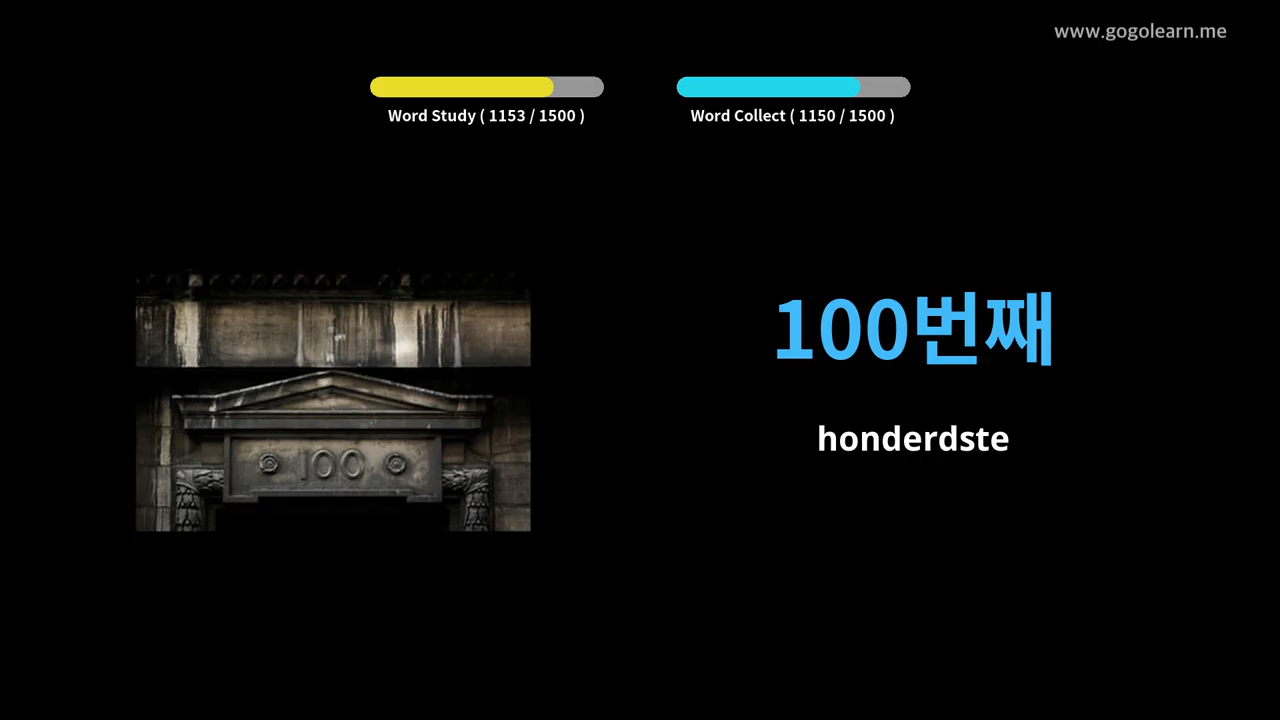 www.gogolearn.me
Word Study ( 1153 / 1500 )
Word Collect ( 1150 / 1500 )
100번째
honderdste
100